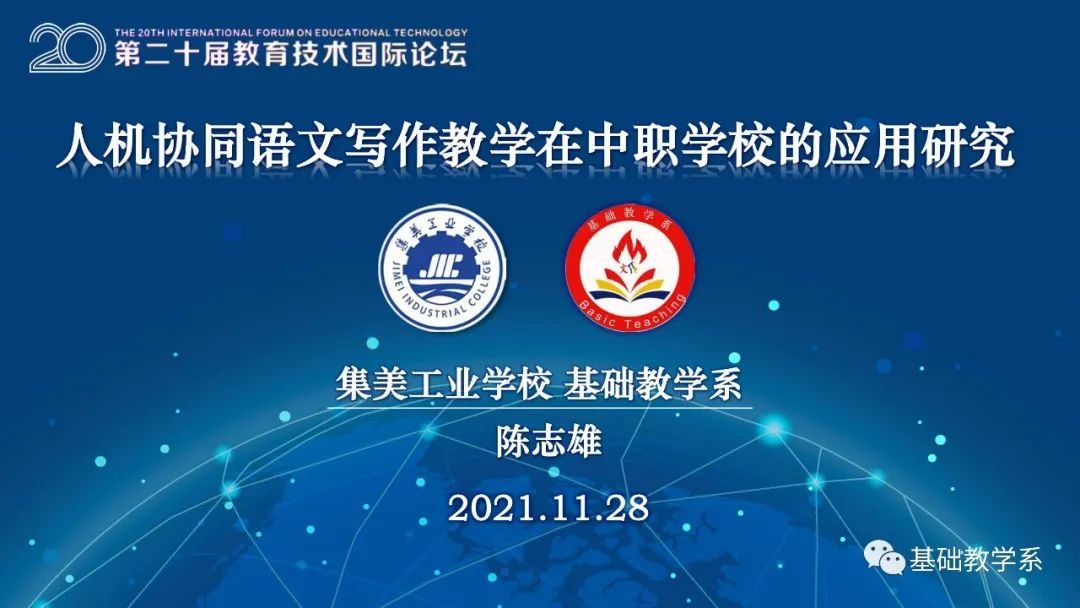 20
THE 20TH INTERNATIONAL FORUM ON EDUCATIONAL TECHNOLOGY
第二十届教育技术国际论坛
人机协同语文写作教学在中职学校的应用研究
集美工业学校
JIC
JIMEI INDUSTRIAL COLLEGE
基础教学系
Basic Teaching
集美工业学校 基础教学系
陈志雄
2021.11.28
基础教学系